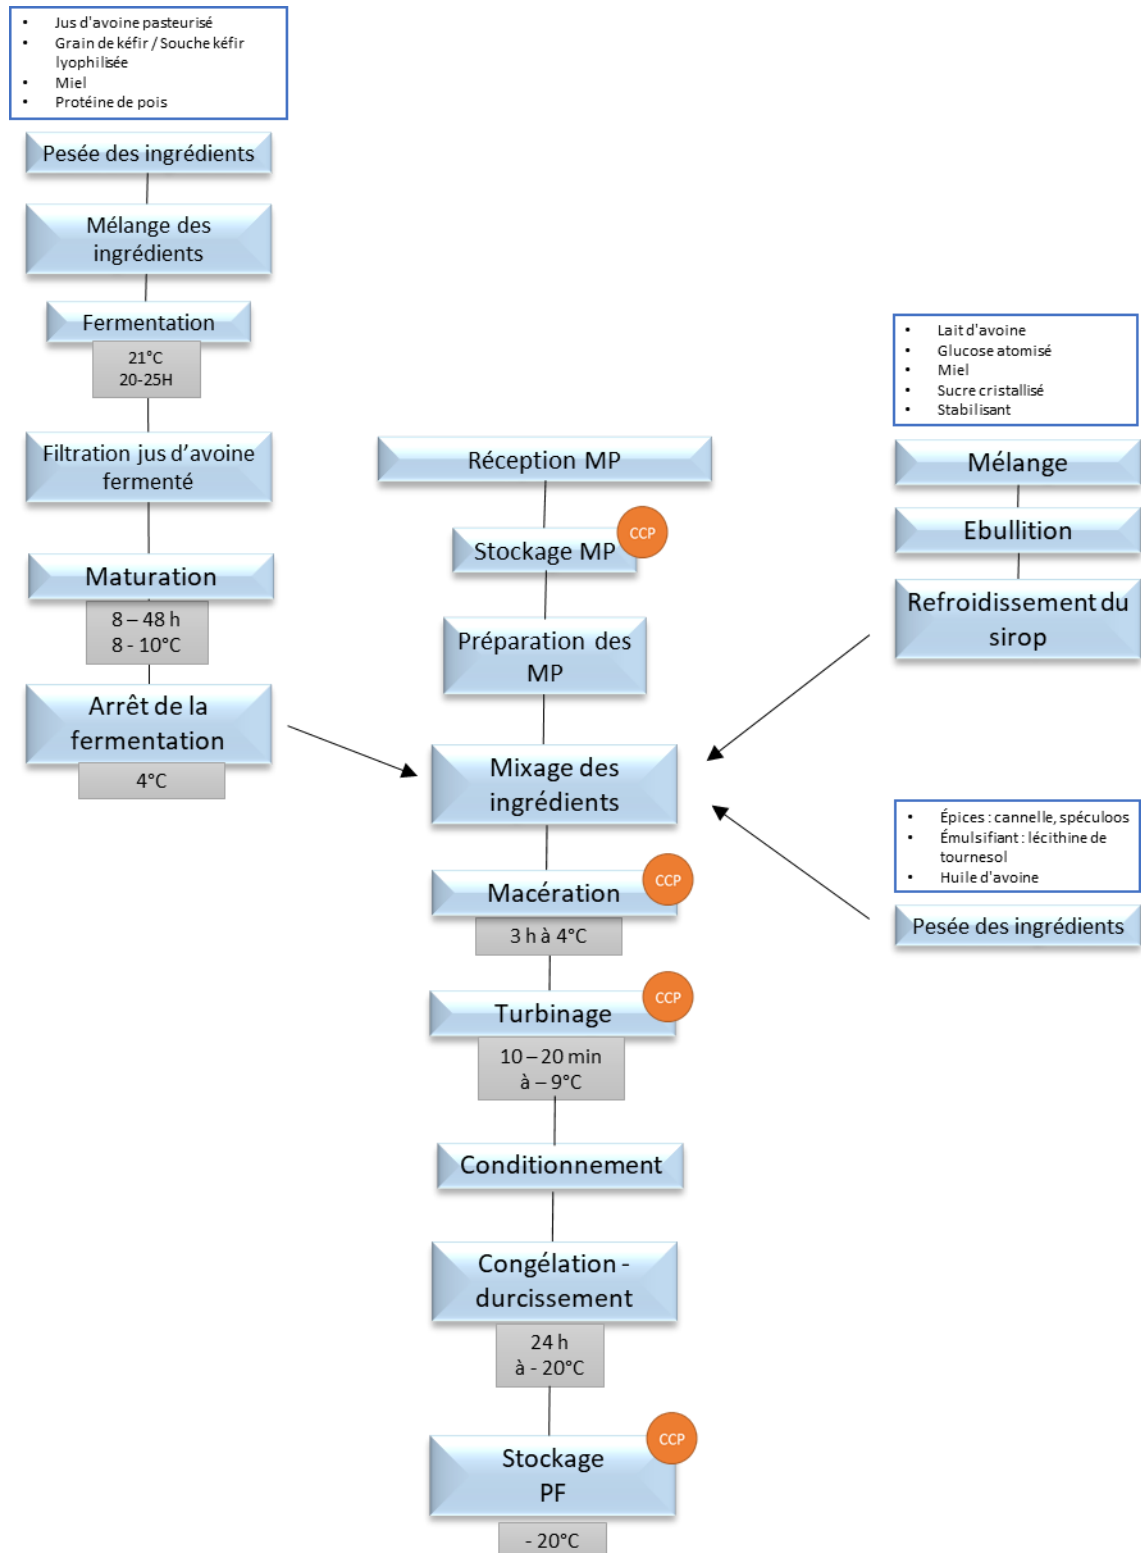 • Jus d'avoine pasteurisé
• Grain de kéfir / Souche kéfir
lyophilisée
• Miel
• Protéine de pois
Pesée des ingrédients
Mélange des
ingrédients
Fermentation
21°C
20-25H
Filtration jus d’avoine
fermenté
Maturation
8 – 48 h
8 - 10°C
Arrêt de la
fermentation
4°C
Réception MP
Stockage MP
CCP
Préparation des
MP
Mixage des
ingrédients
Macération
CCP
3 h à 4°C
Turbinage
CCP
10 – 20 min
à – 9°C
Conditionnement
Congélation -
durcissement
24 h
à - 20°C
Stockage
PF
CCP
- 20°C
• Lait d'avoine
• Glucose atomisé
• Miel
• Sucre cristallisé
• Stabilisant
Mélange
Ebullition
Refroidissement du
sirop
• Épices : cannelle, spéculoos
• Émulsifiant : lécithine de
tournesol
• Huile d'avoine
Pesée des ingrédients